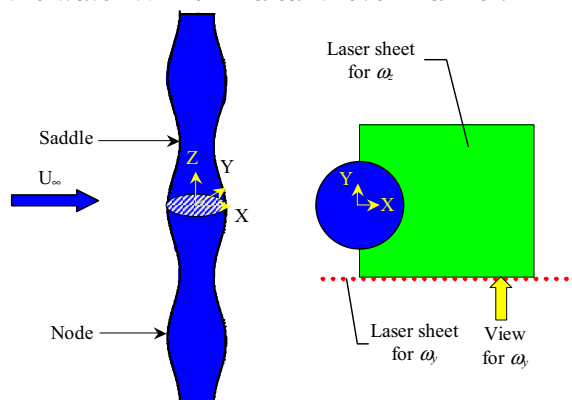 Laser sheet
for ω_z
Saddle
Z
Y
U∞
X
Y
X
Node
Laser sheet
for ω_y
View
for ω_y